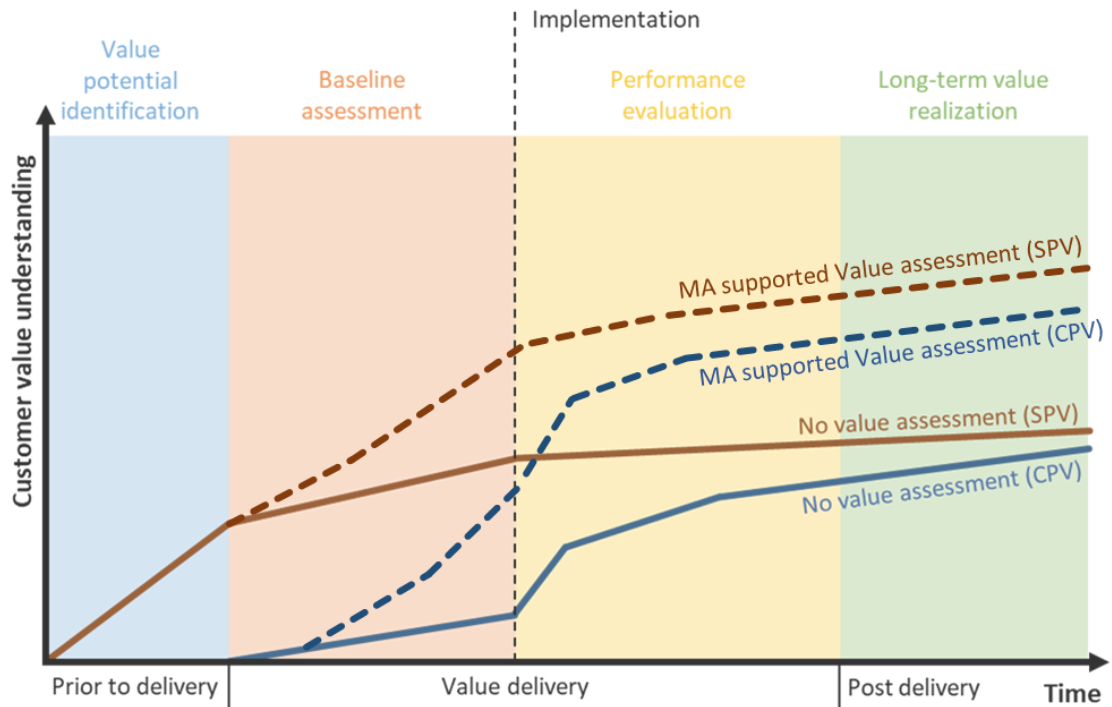 Implementation
Value
potential
identification
Baseline
assessment
Performance
evaluation
Long-term value
realization
Customer value understanding
MA supported Value assessment (SPV)
MA supported Value assessment (CPV)
No value assessment (SPV)
No value assessment (CPV)
Prior to delivery
Value delivery
Post delivery
Time